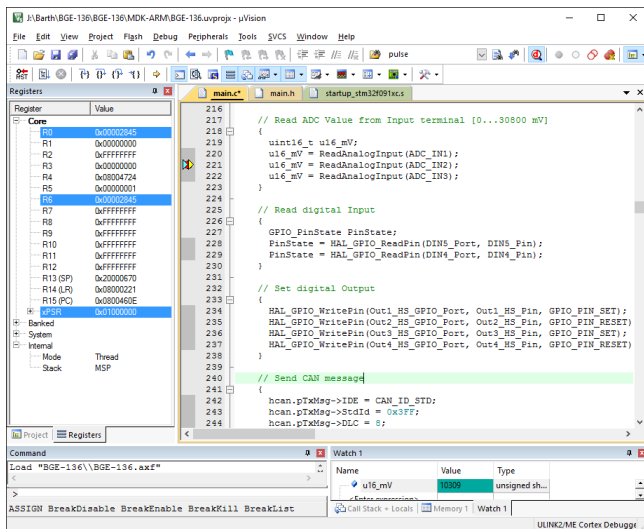 J:\Barth\BGE-136\BGE-136\MDK-ARM\BGE-136.uvprojx - µVision
File Edit View Project Flash Debug Peripherals Tools SVCS Window Help
pulse
Registers
Register Value
Core
R0 0x00002845
R1 0x00000000
R2 0xFFFFFFFF
R3 0x00000000
R4 0x08004724
R5 0x00000001
R6 0x00002845
R7 0xFFFFFFFF
R8 0xFFFFFFFF
R9 0xFFFFFFFF
R10 0xFFFFFFFF
R11 0xFFFFFFFF
R12 0xFFFFFFFF
R13 (SP) 0x20000670
R14 (LR) 0x08000221
R15 (PC) 0x0800460E
xPSR 0x01000000
Banked
System
Internal
Mode Thread
Stack MSP
Project Registers
main.c* main.h startup_stm32f091xc.s
216
217 // Read ADC Value from Input terminal [0...30800 mV]
218 {
219 uint16_t u16_mV;
220 u16_mV = ReadAnalogInput(ADC_IN1);
221 u16_mV = ReadAnalogInput(ADC_IN2);
222 u16_mV = ReadAnalogInput(ADC_IN3);
223 }
224
225 // Read digital Input
226 {
227 GPIO_PinState PinState;
228 PinState = HAL_GPIO_ReadPin(DIN5_Port, DIN5_Pin);
229 PinState = HAL_GPIO_ReadPin(DIN4_Port, DIN4_Pin);
230 }
231
232 // Set digital Output
233 {
234 HAL_GPIO_WritePin(Out1_HS_GPIO_Port, Out1_HS_Pin, GPIO_PIN_SET);
235 HAL_GPIO_WritePin(Out2_HS_GPIO_Port, Out2_HS_Pin, GPIO_PIN_RESET)
236 HAL_GPIO_WritePin(Out3_HS_GPIO_Port, Out3_HS_Pin, GPIO_PIN_SET);
237 HAL_GPIO_WritePin(Out4_HS_GPIO_Port, Out4_HS_Pin, GPIO_PIN_RESET)
238 }
239
240 // Send CAN message
241 {
242 hcan.pTxMsg->IDE = CAN_ID_STD;
243 hcan.pTxMsg->StdId = 0x3FF;
244 hcan.pTxMsg->DLC = 8;
Command
Load "BGE-136\\BGE-136.axf"
>
ASSIGN BreakDisable BreakEnable BreakKill BreakList
Watch 1
Name Value Type
u16_mV 10309 unsigned sh...
<Enter expression>
Call Stack + Locals Memory 1 Watch 1
ULINK2/ME Cortex Debugger